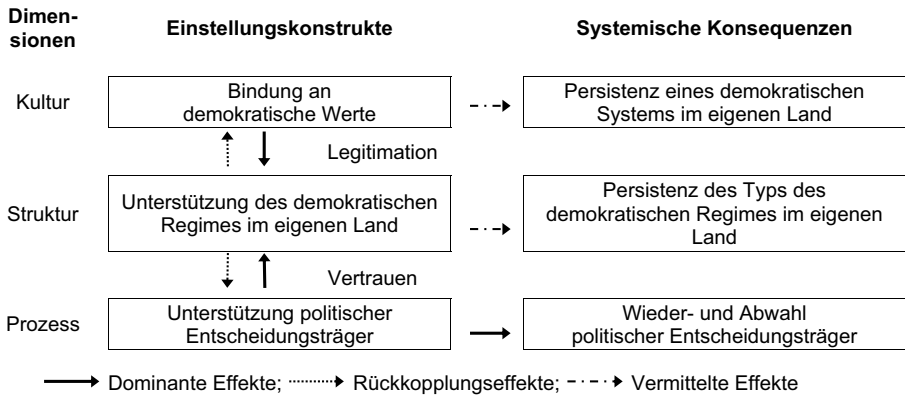 Dimen-
sionen
Einstellungskonstrukte
Systemische Konsequenzen
Kultur
Bindung an
demokratische Werte
Persistenz eines demokratischen
Systems im eigenen Land
Legitimation
Struktur
Unterstützung des demokratischen
Regimes im eigenen Land
Persistenz des Typs des
demokratischen Regimes im eigenen
Land
Vertrauen
Prozess
Unterstützung politischer
Entscheidungsträger
Wieder- und Abwahl
politischer Entscheidungsträger
Dominante Effekte; Rückkopplungseffekte; Vermittelte Effekte